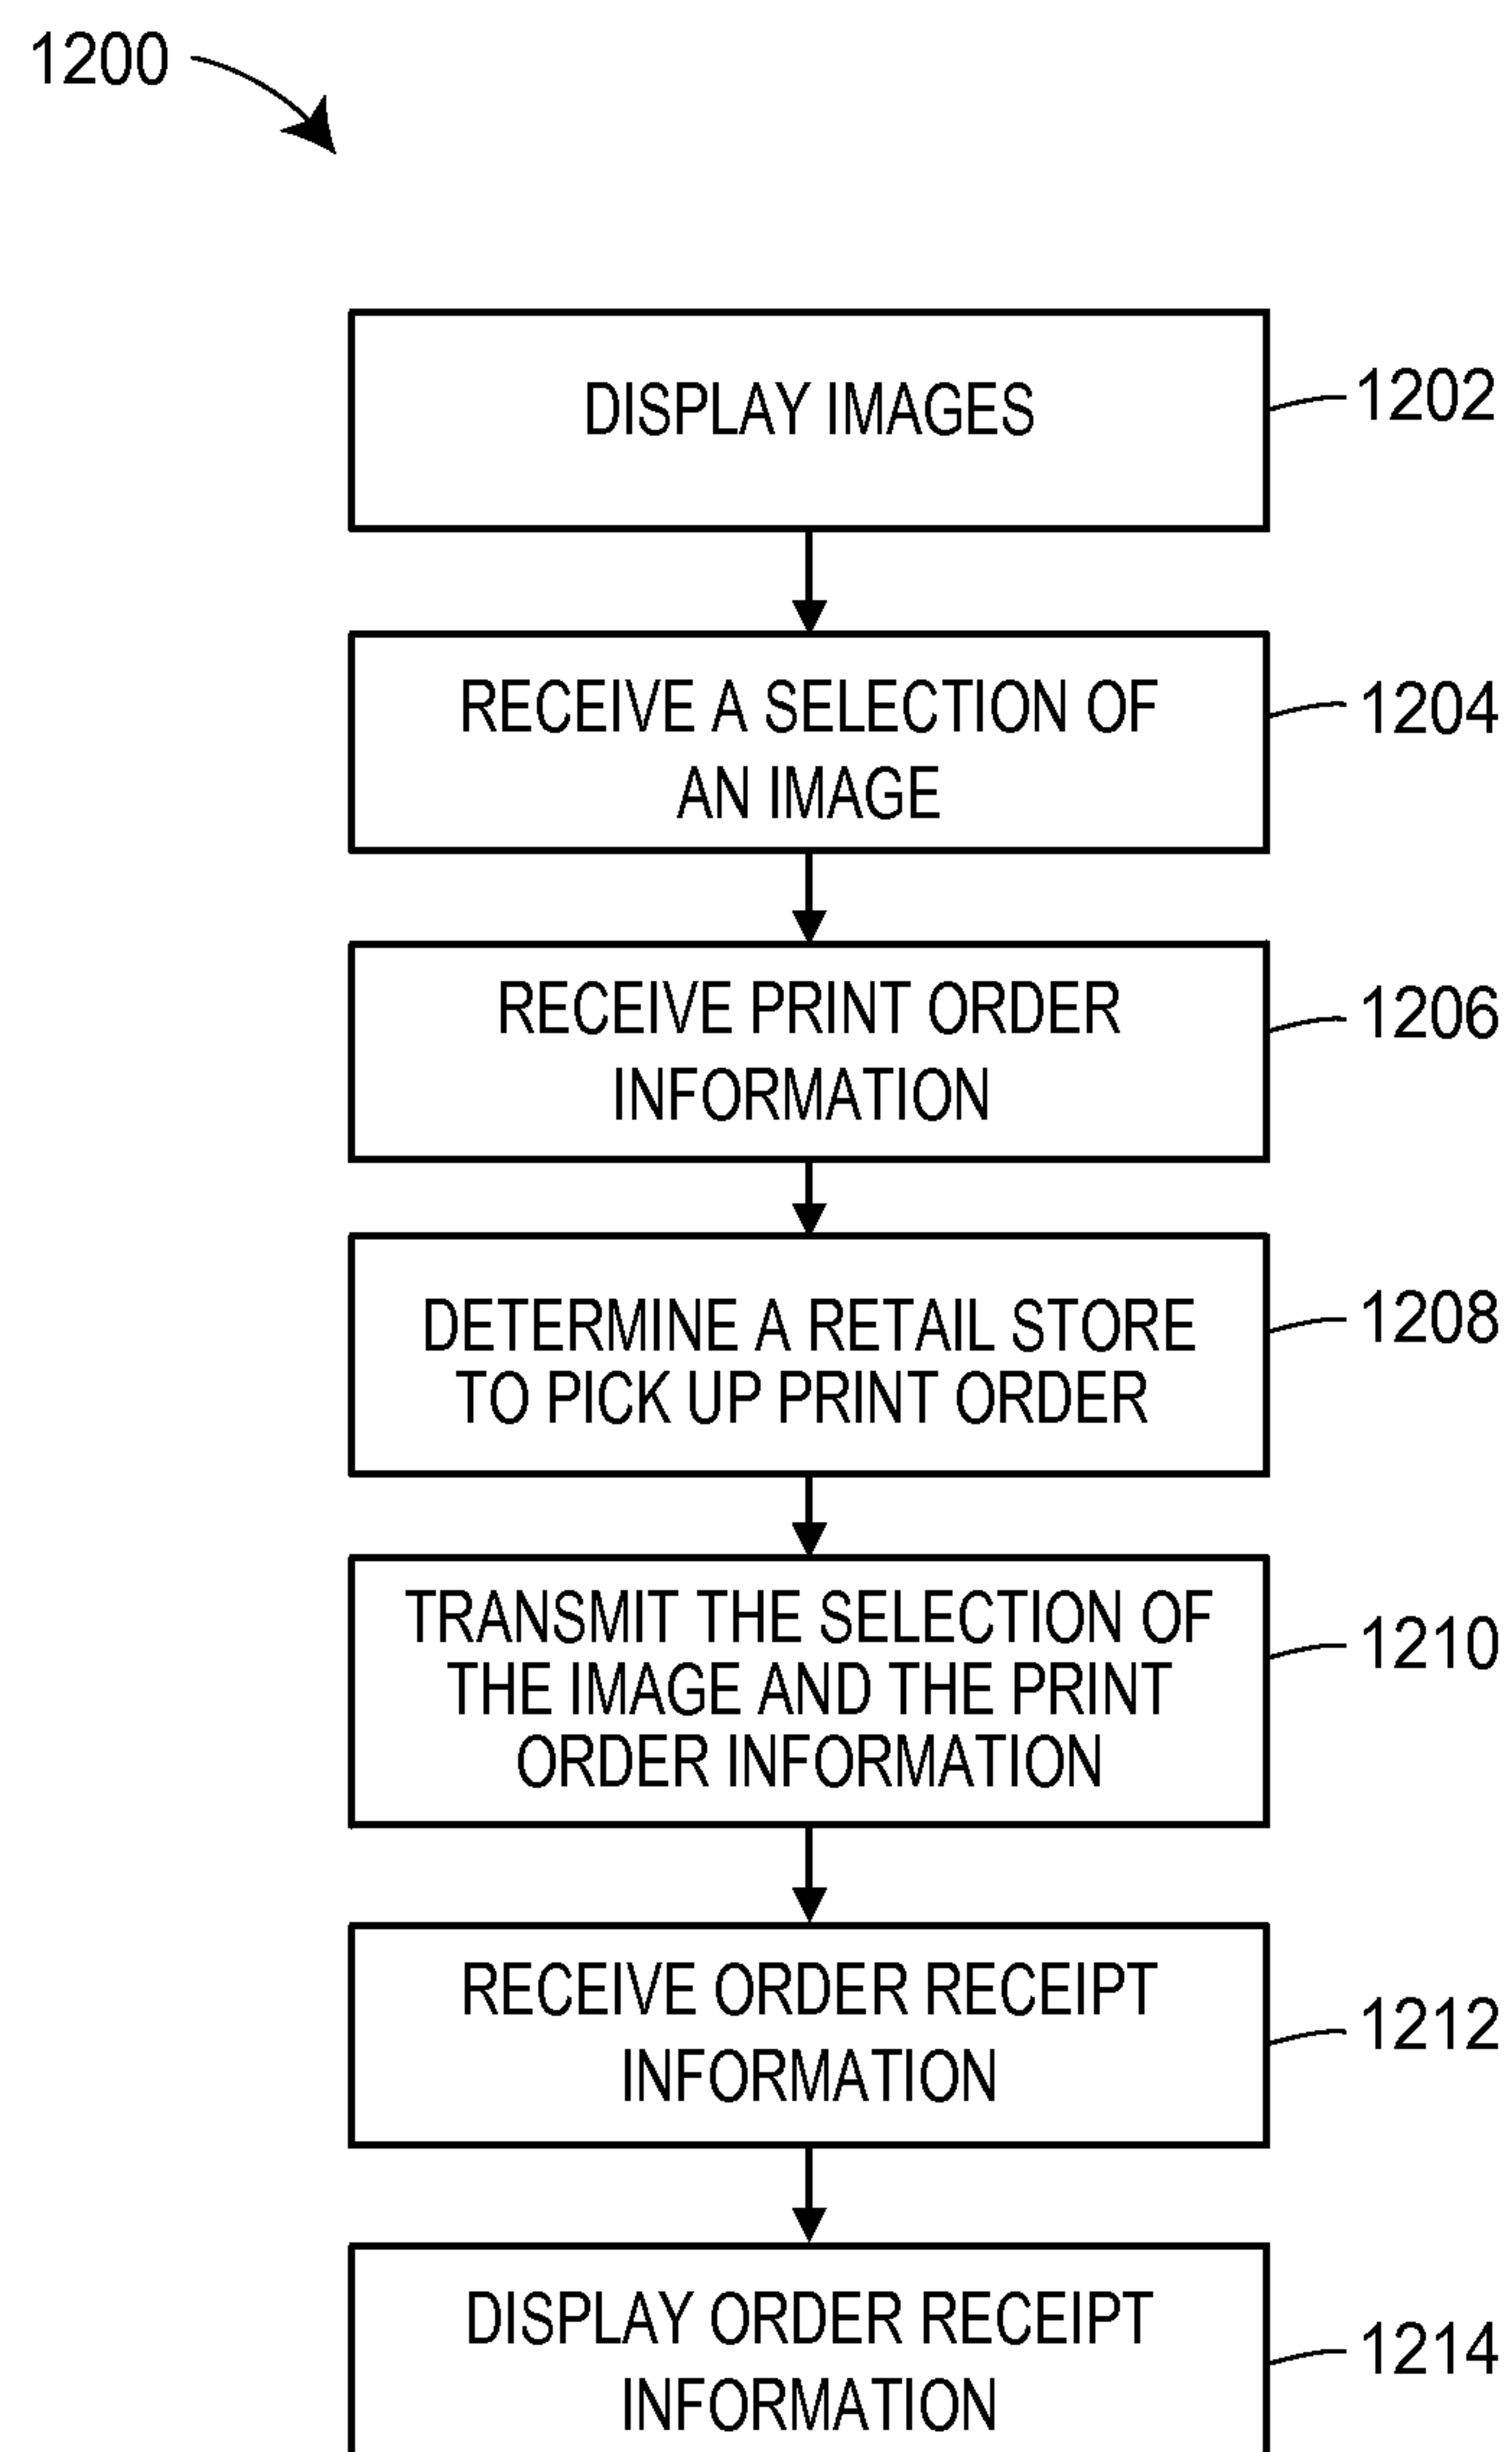 1200
DISPLAY IMAGES
1202
RECEIVE A SELECTION OF
AN IMAGE
1204
RECEIVE PRINT ORDER
INFORMATION
1206
DETERMINE A RETAIL STORE
TO PICK UP PRINT ORDER
1208
TRANSMIT THE SELECTION OF
THE IMAGE AND THE PRINT
ORDER INFORMATION
1210
RECEIVE ORDER RECEIPT
INFORMATION
1212
DISPLAY ORDER RECEIPT
INFORMATION
1214